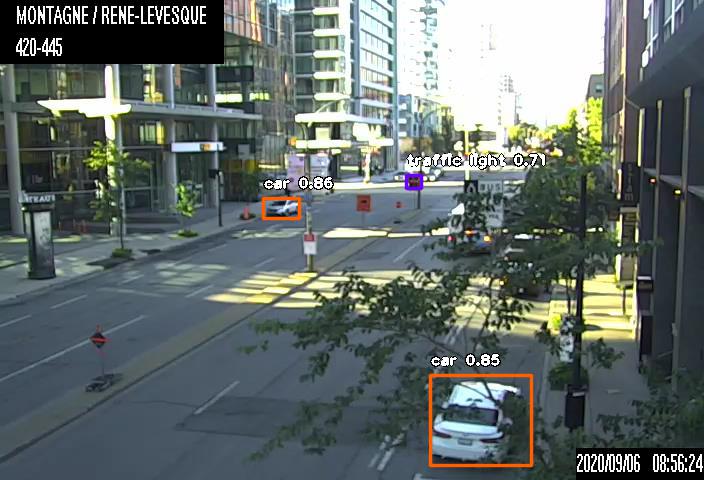 MONTAGNE / RENE-LEVESQUE
420-445
traffic light 0.71
car 0.86
BUS
car 0.85
2020/09/06 08:56:24